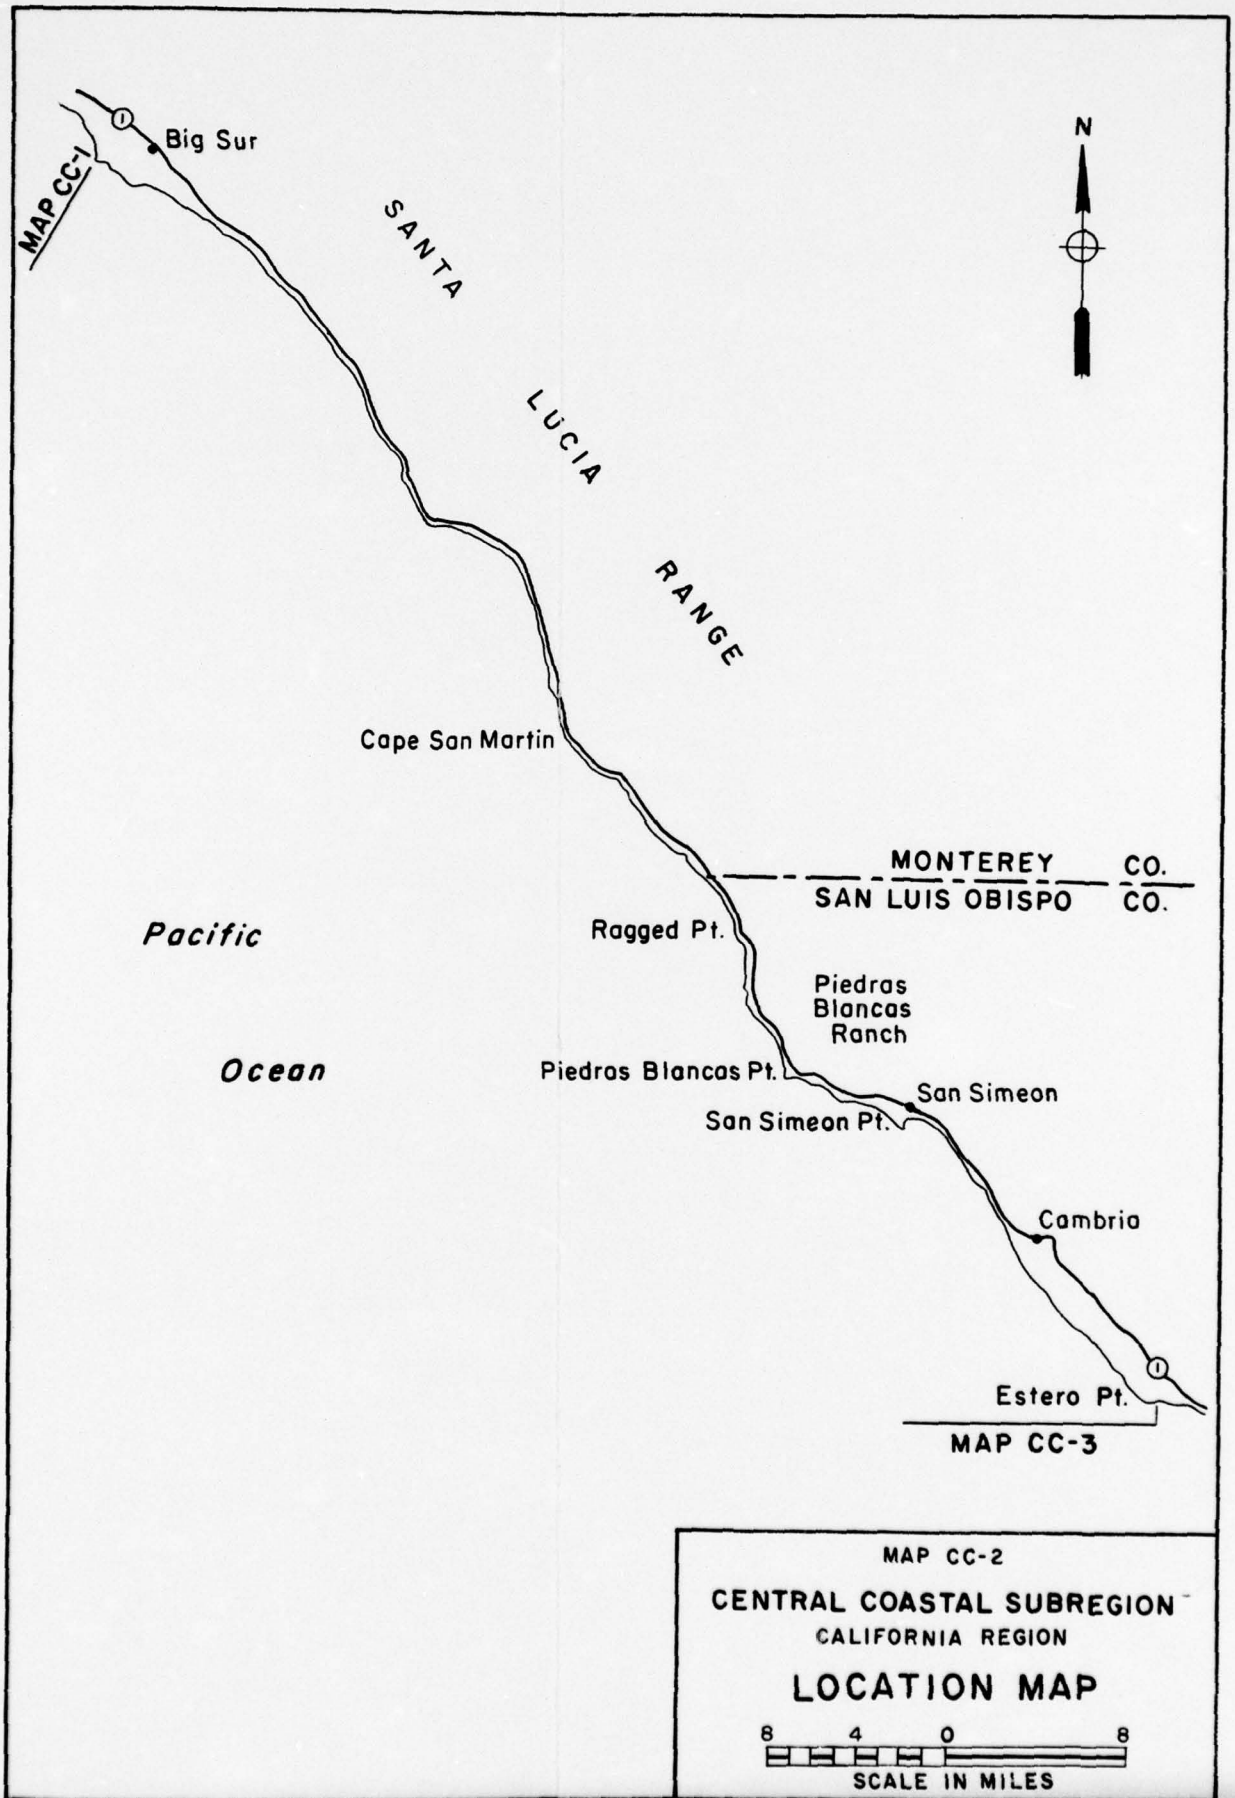 N
1
Big Sur
MAP CC-1
SANTA
LUCIA
RANGE
Cape San Martin
MONTEREY CO.
SAN LUIS OBISPO CO.
Ragged Pt.
Pacific
Piedras
Blancas
Ranch
Ocean
Piedras Blancas Pt.
San Simeon
San Simeon Pt.
Cambria
1
Estero Pt.
MAP CC-3
MAP CC-2
CENTRAL COASTAL SUBREGION
CALIFORNIA REGION
LOCATION MAP
8 4 0 8
SCALE IN MILES